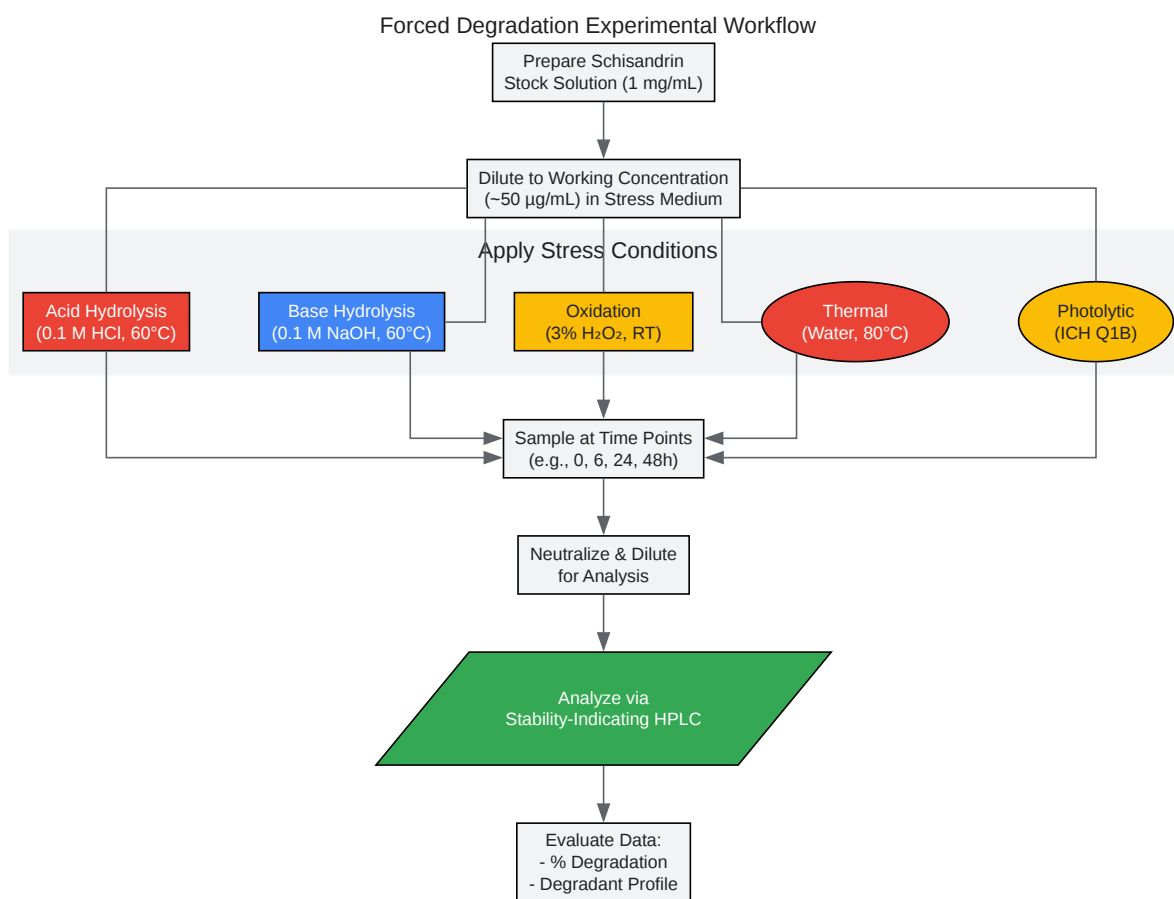 Forced Degradation Experimental Workflow
Prepare Schisandrin
Stock Solution (1 mg/mL)
Dilute to Working Concentration
(~50 µg/mL) in Stress Medium
Apply Stress Conditions
Acid Hydrolysis
(0.1 M HCl, 60°C)
Base Hydrolysis
(0.1 M NaOH, 60°C)
Oxidation
(3% H₂O₂, RT)
Thermal
(Water, 80°C)
Photolytic
(ICH Q1B)
Sample at Time Points
(e.g., 0, 6, 24, 48h)
Neutralize & Dilute
for Analysis
Analyze via
Stability-Indicating HPLC
Evaluate Data:
- % Degradation
- Degradant Profile